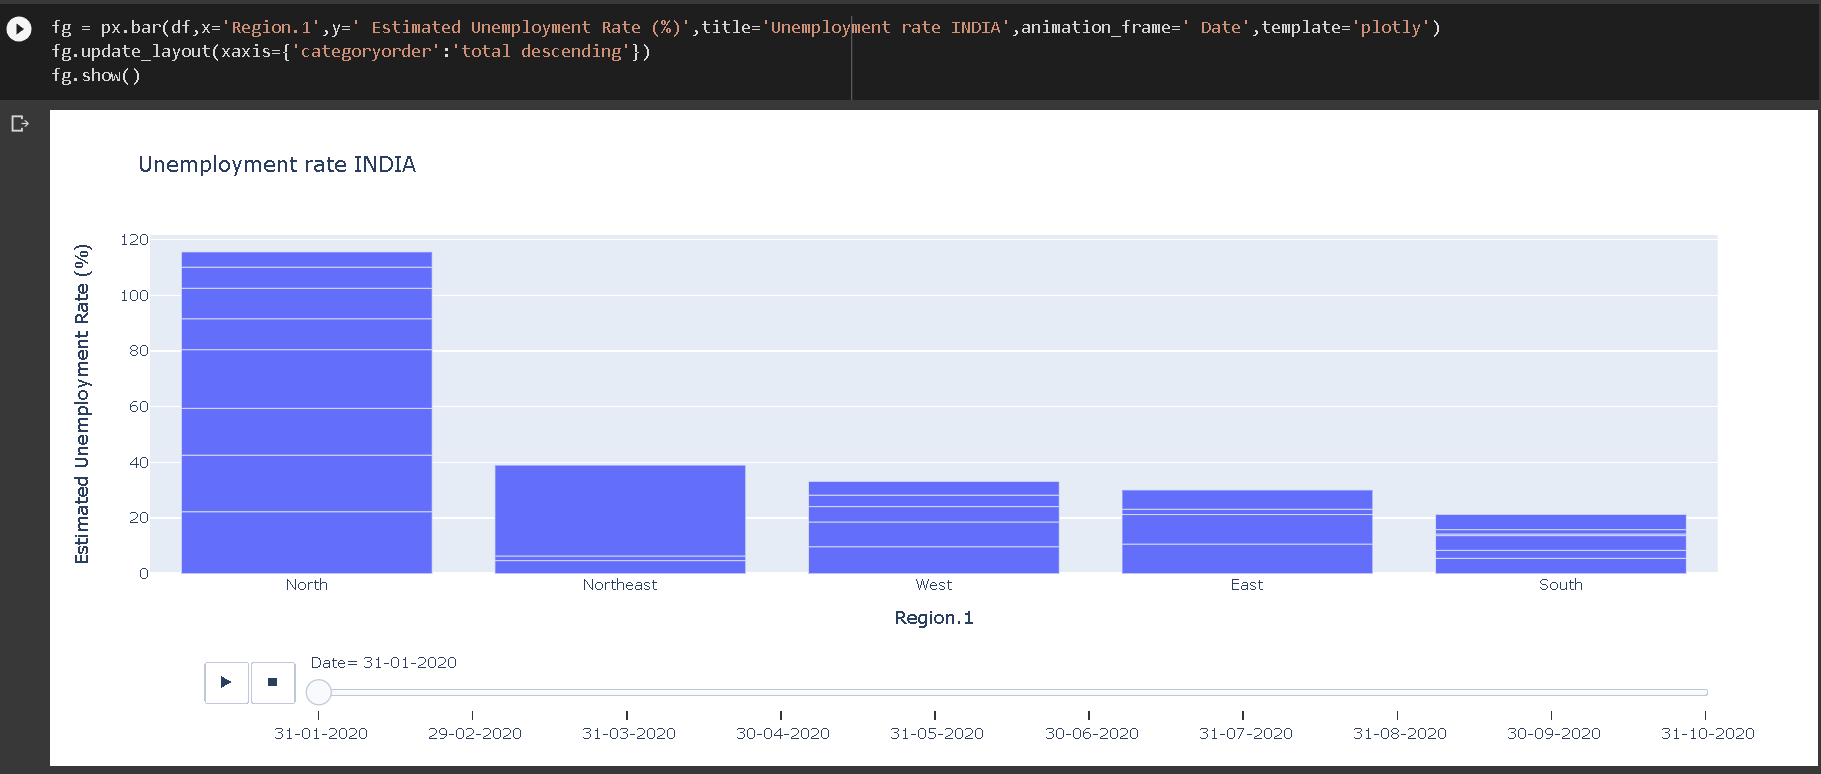 fg = px.bar(df,x='Region.1',y=' Estimated Unemployment Rate (%)',title='Unemployment rate INDIA',animation_frame=' Date',template='plotly')
fg.update_layout(xaxis={'categoryorder':'total descending'})
fg.show()
Unemployment rate INDIA
Estimated Unemployment Rate (%)
120
100
80
60
40
20
0
North Northeast West East South
Region.1
Date= 31-01-2020
31-01-2020 29-02-2020 31-03-2020 30-04-2020 31-05-2020 30-06-2020 31-07-2020 31-08-2020 30-09-2020 31-10-2020